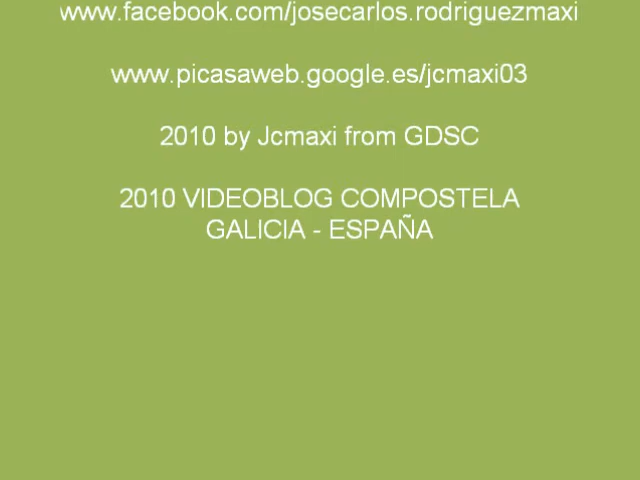 www.facebook.com/josecarlos.rodriguezmaxi
www.picasaweb.google.es/jcmaxi03
2010 by Jcmaxi from GDSC
2010 VIDEOBLOG COMPOSTELA
GALICIA - ESPAÑA